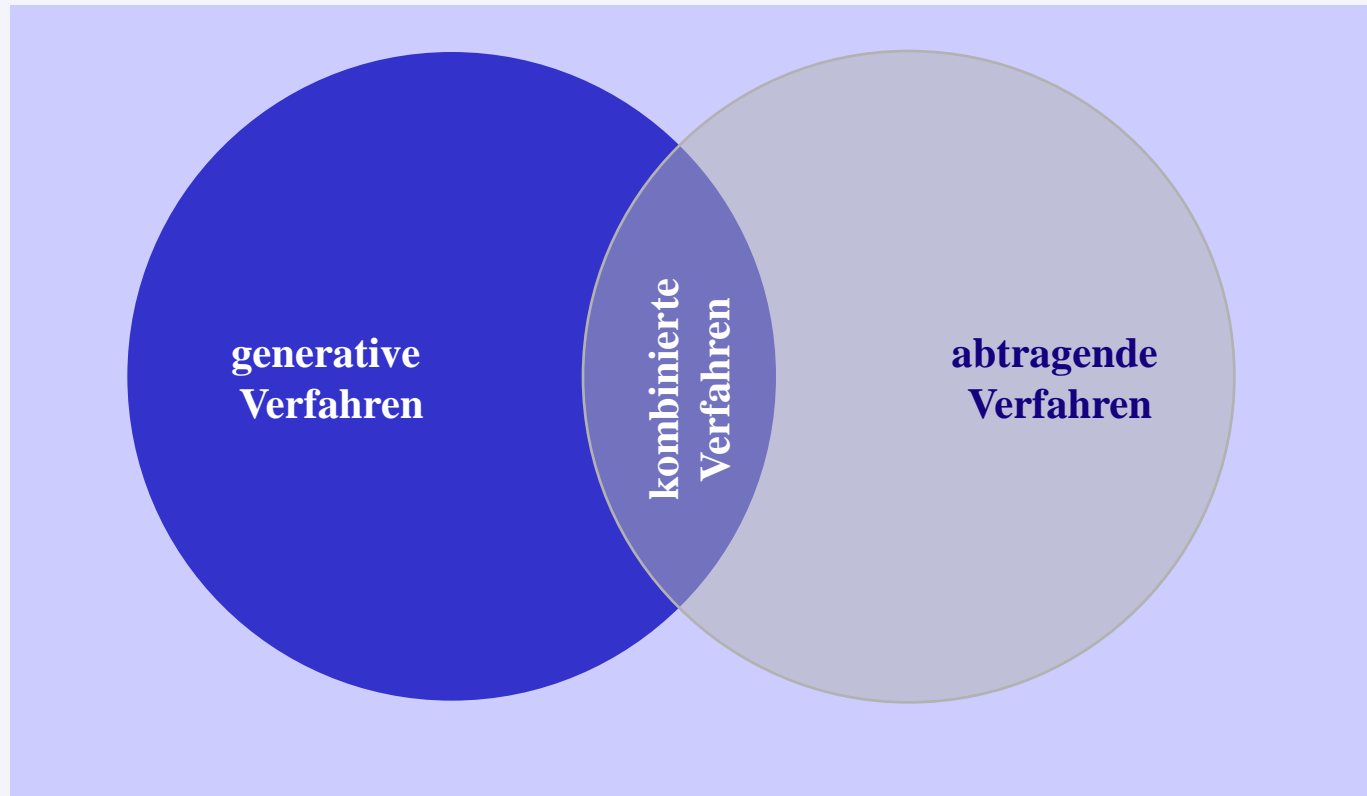 generative
Verfahren
kombinierte
Verfahren
abtragende
Verfahren